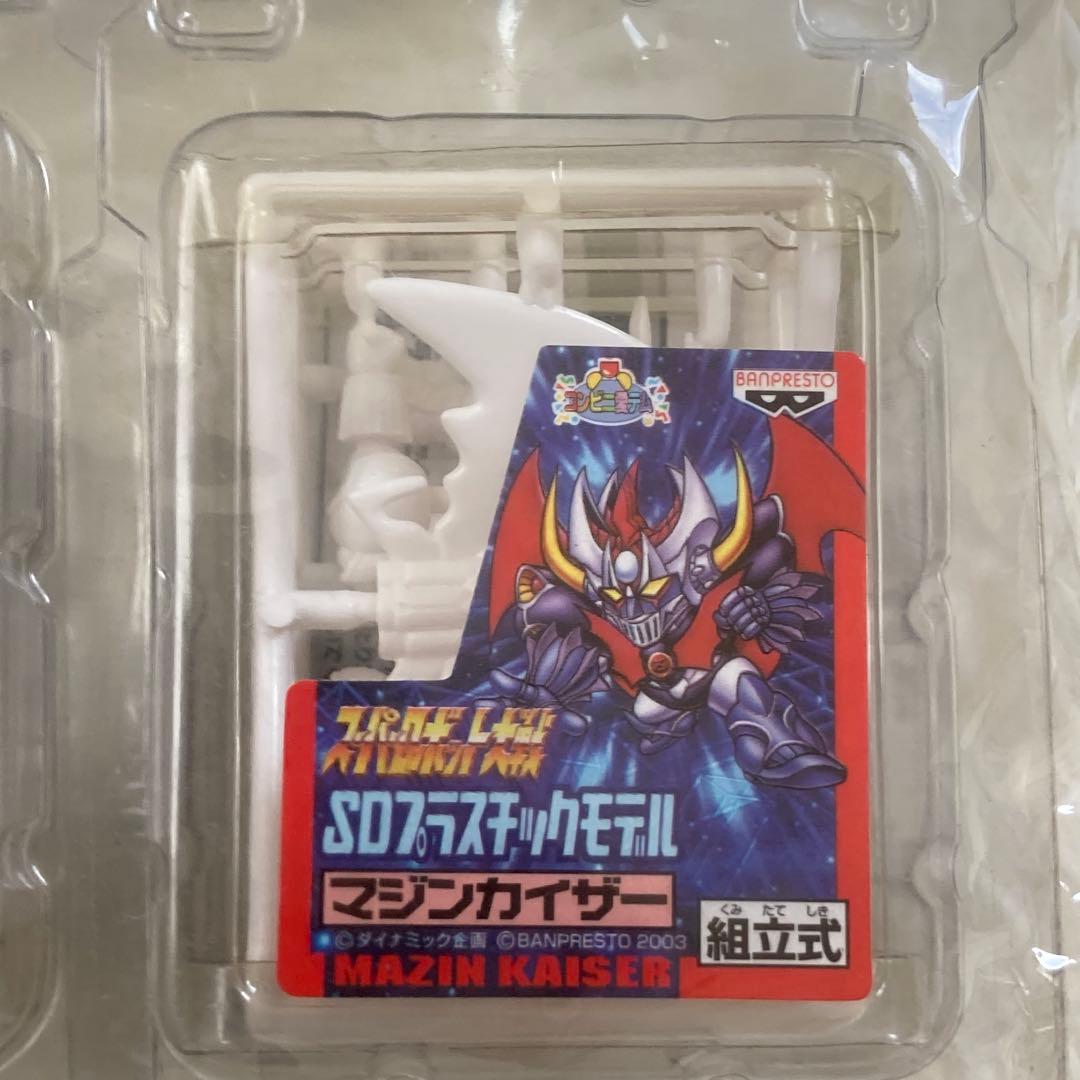 コンビニ愛テム
BANPRESTO
スーパーロボット大戦
SDプラスチックモデル
マジンカイザー
くみ たて しき
組立式
©ダイナミック企画 ©BANPRESTO 2003
MAZIN KAISER